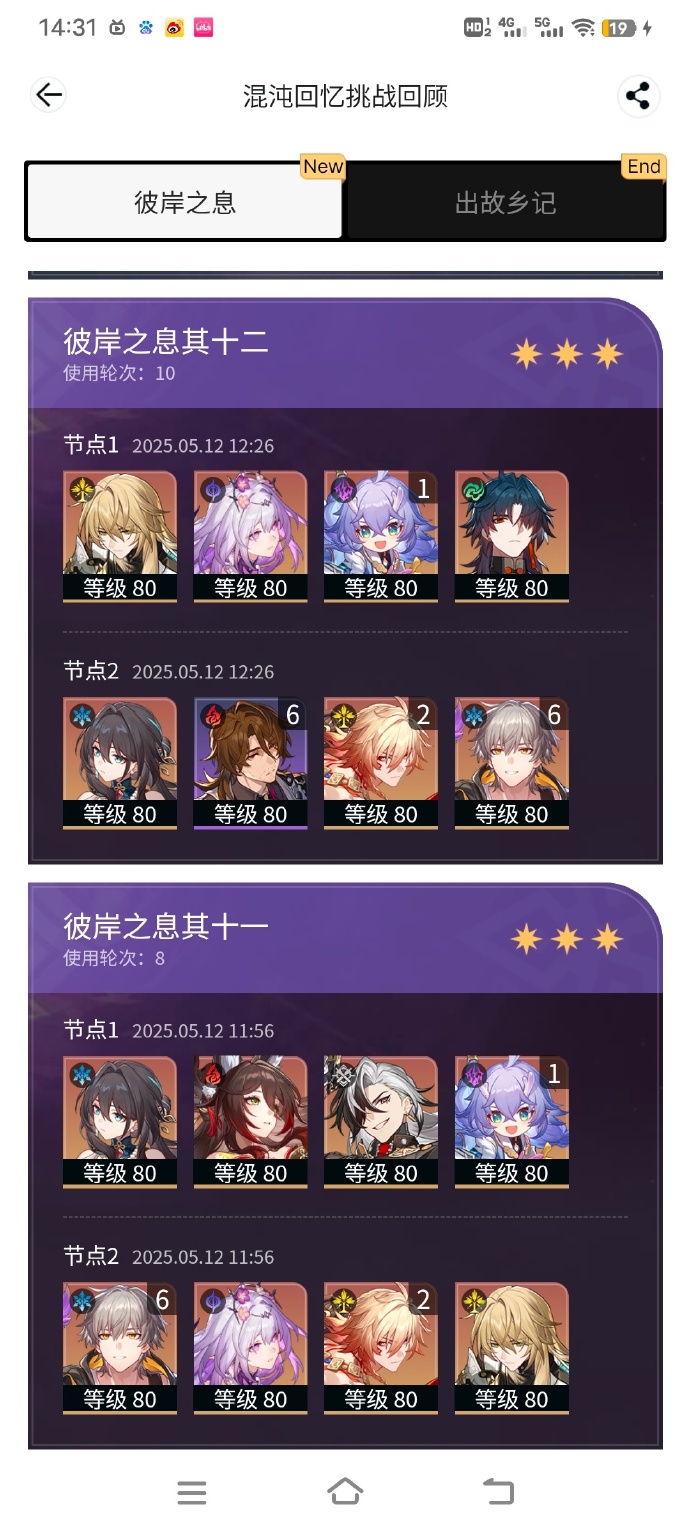 14:31
HD 1 2 4G 5G 19
混沌回忆挑战回顾
New
End
彼岸之息
出故乡记
彼岸之息其十二
使用轮次：10
节点1 2025.05.12 12:26
1
等级 80 等级 80 等级 80 等级 80
节点2 2025.05.12 12:26
6 2 6
等级 80 等级 80 等级 80 等级 80
彼岸之息其十一
使用轮次：8
节点1 2025.05.12 11:56
1
等级 80 等级 80 等级 80 等级 80
节点2 2025.05.12 11:56
6 2
等级 80 等级 80 等级 80 等级 80